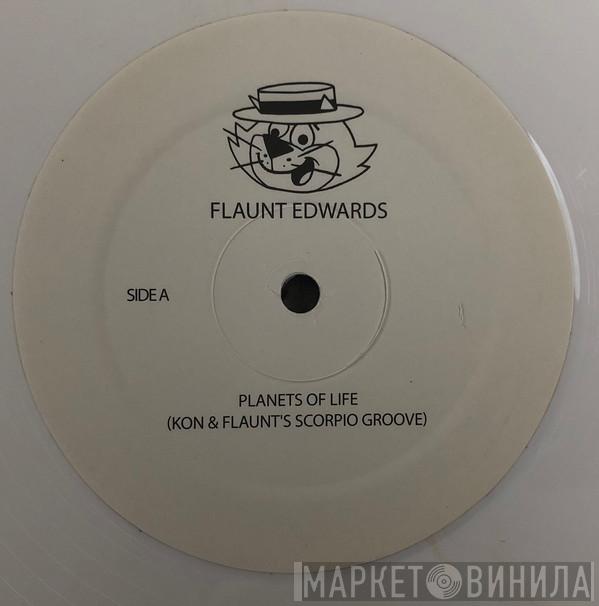 FLAUNT EDWARDS
SIDE A
PLANETS OF LIFE
(KON & FLAUNT'S SCORPIO GROOVE)
МАРКЕТ ВИНИЛА